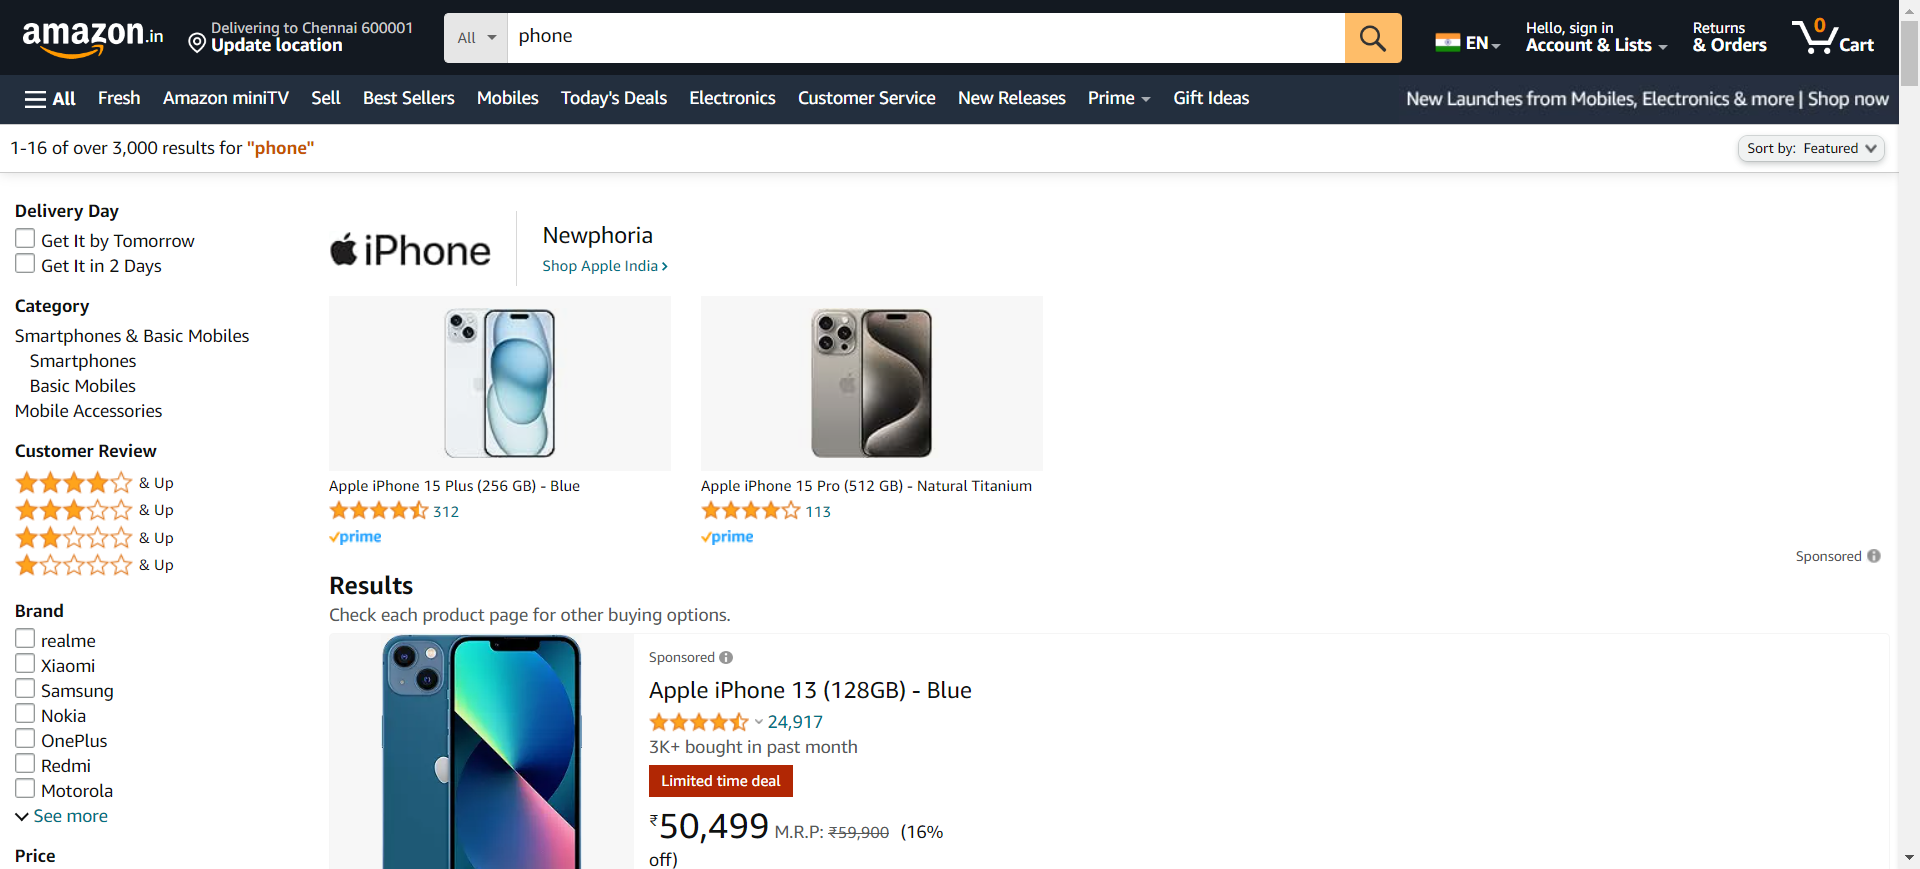 amazon.in
Delivering to Chennai 600001
Update location
All
phone
EN
Hello, sign in
Account & Lists
Returns
& Orders
0
Cart
All
Fresh
Amazon miniTV
Sell
Best Sellers
Mobiles
Today's Deals
Electronics
Customer Service
New Releases
Prime
Gift Ideas
New Launches from Mobiles, Electronics & more | Shop now
1-16 of over 3,000 results for "phone"
Sort by: Featured
Delivery Day
Get It by Tomorrow
Get It in 2 Days
Category
Smartphones & Basic Mobiles
Smartphones
Basic Mobiles
Mobile Accessories
Customer Review
& Up
& Up
& Up
& Up
Brand
realme
Xiaomi
Samsung
Nokia
OnePlus
Redmi
Motorola
See more
Price
iPhone
Newphoria
Shop Apple India ›
Apple iPhone 15 Plus (256 GB) - Blue
312
prime
Apple iPhone 15 Pro (512 GB) - Natural Titanium
113
prime
Sponsored
Results
Check each product page for other buying options.
Sponsored
Apple iPhone 13 (128GB) - Blue
24,917
3K+ bought in past month
Limited time deal
₹50,499 M.R.P: ₹59,900 (16%
off)